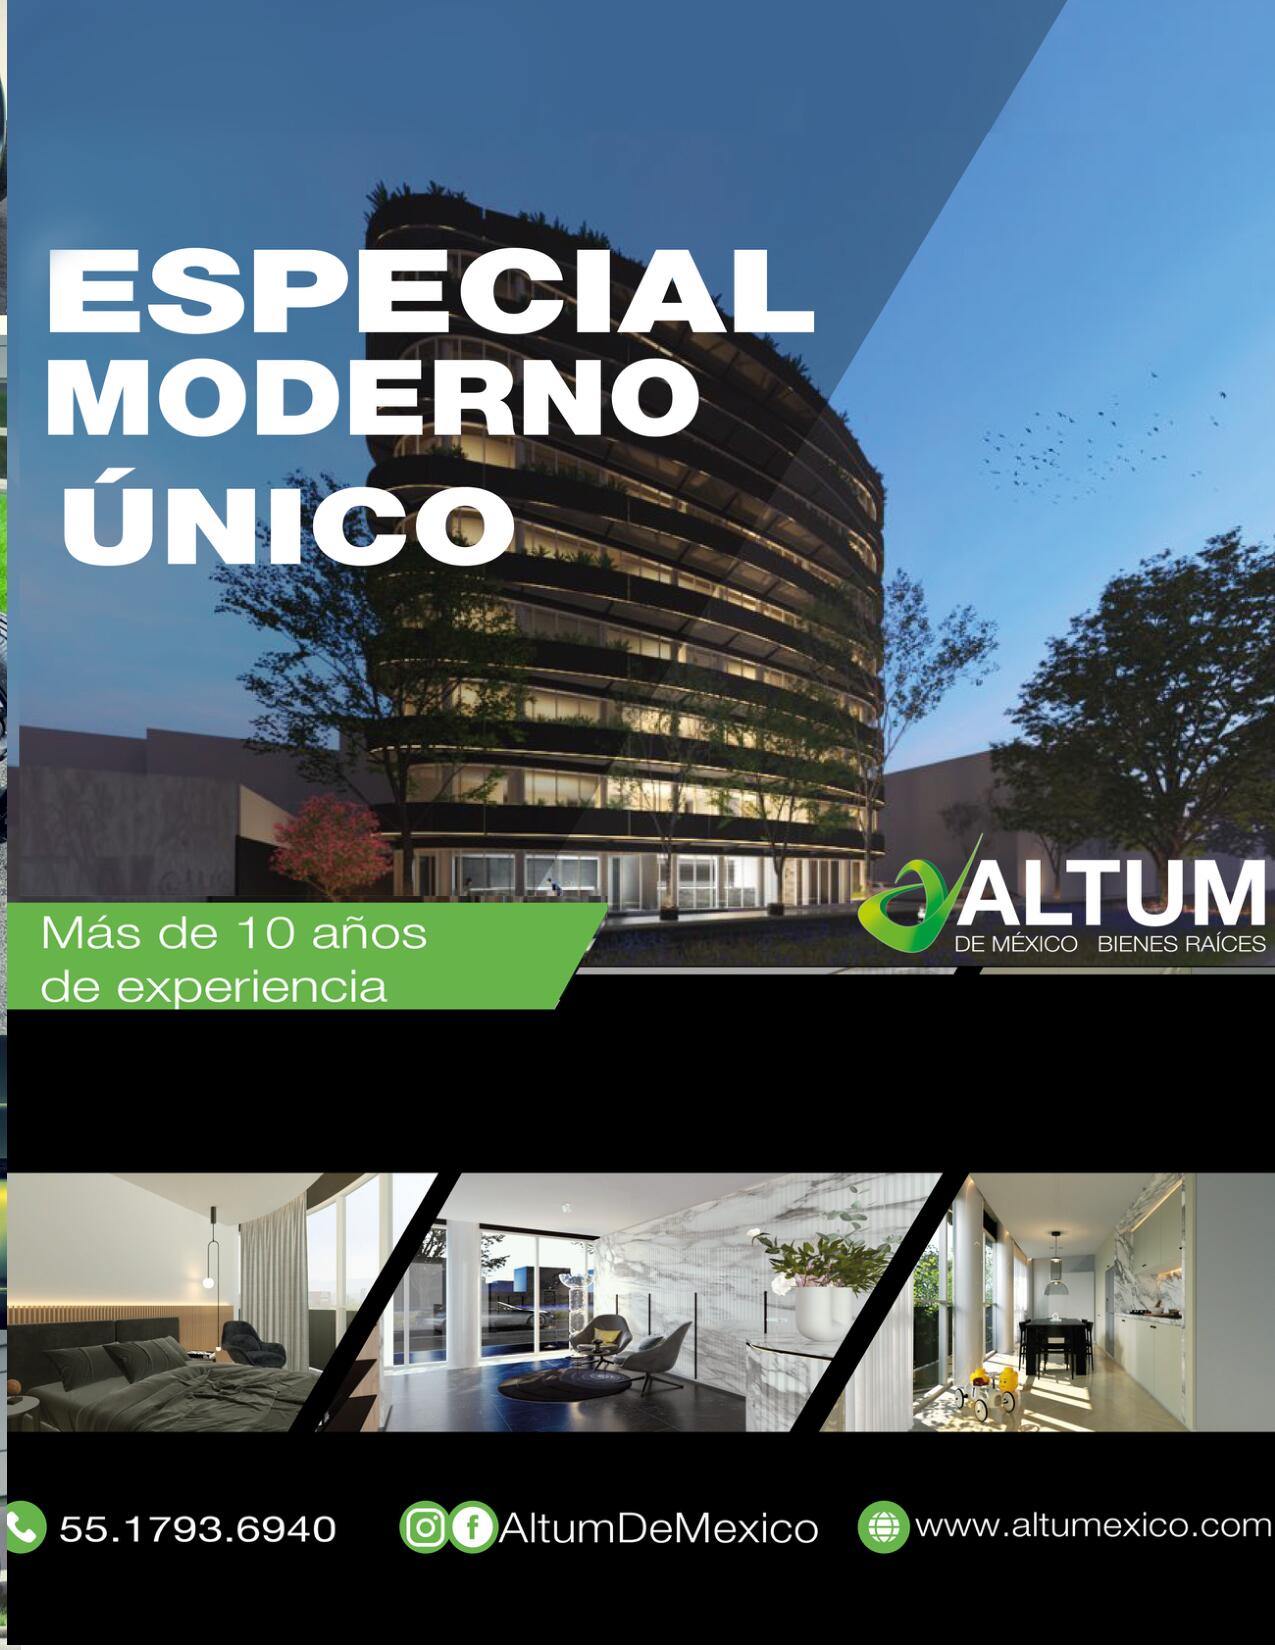 ESPECIAL
MODERNO
ÚNICO
ALTUM
DE MÉXICO BIENES RAÍCES
Más de 10 años
de experiencia
55.1793.6940
AltumDeMexico
www.altumexico.com